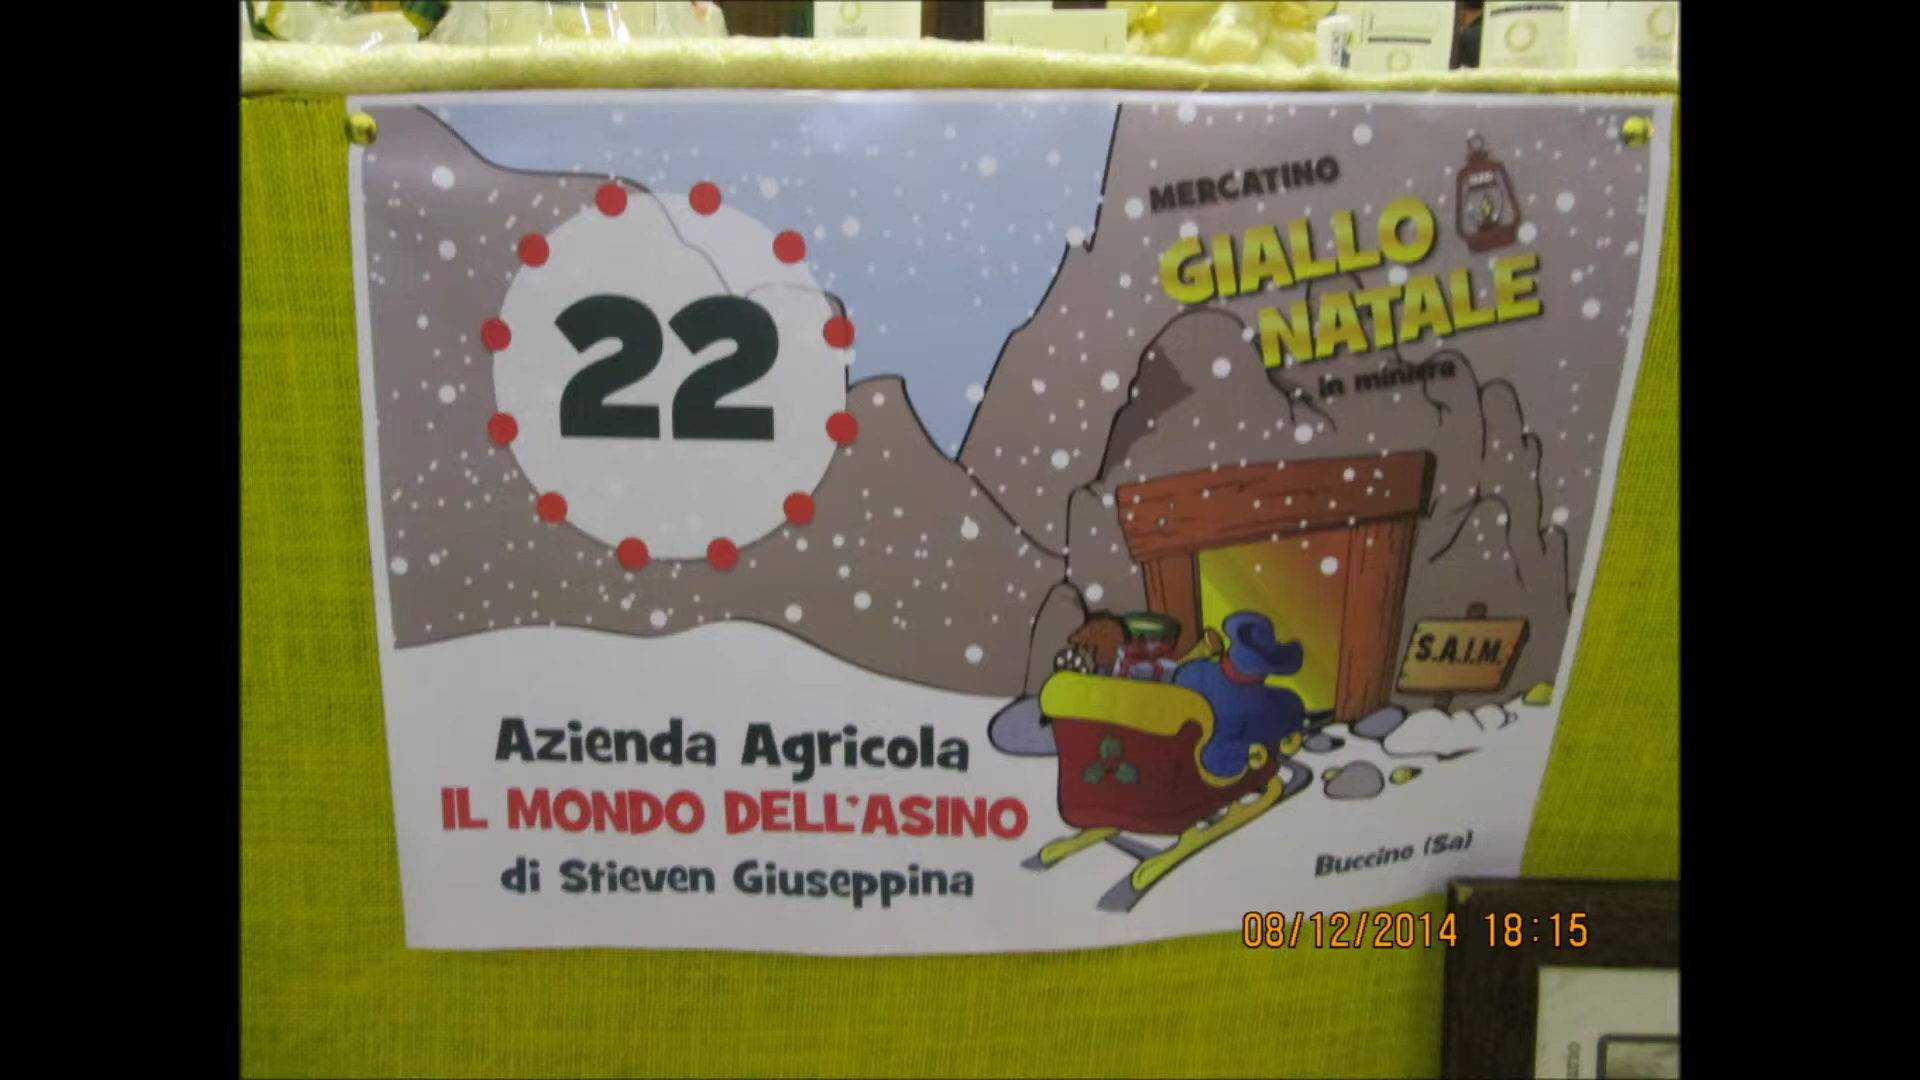 22
MERCATINO
GIALLO
NATALE
... in miniera
S.A.I.M.
Azienda Agricola
IL MONDO DELL'ASINO
di Stieven Giuseppina
Buccino (Sa)
08/12/2014 18:15